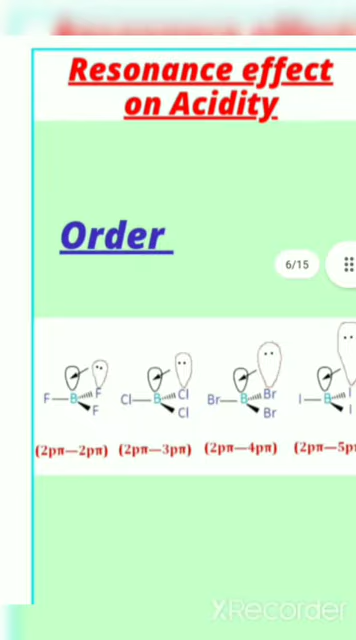 Resonance effect
on Acidity
Order
6/15
F—B F
F
Cl—B Cl
Cl
Br—B Br
Br
I—B I
I
(2pπ—2pπ) (2pπ—3pπ) (2pπ—4pπ) (2pπ—5pπ
XRecorder